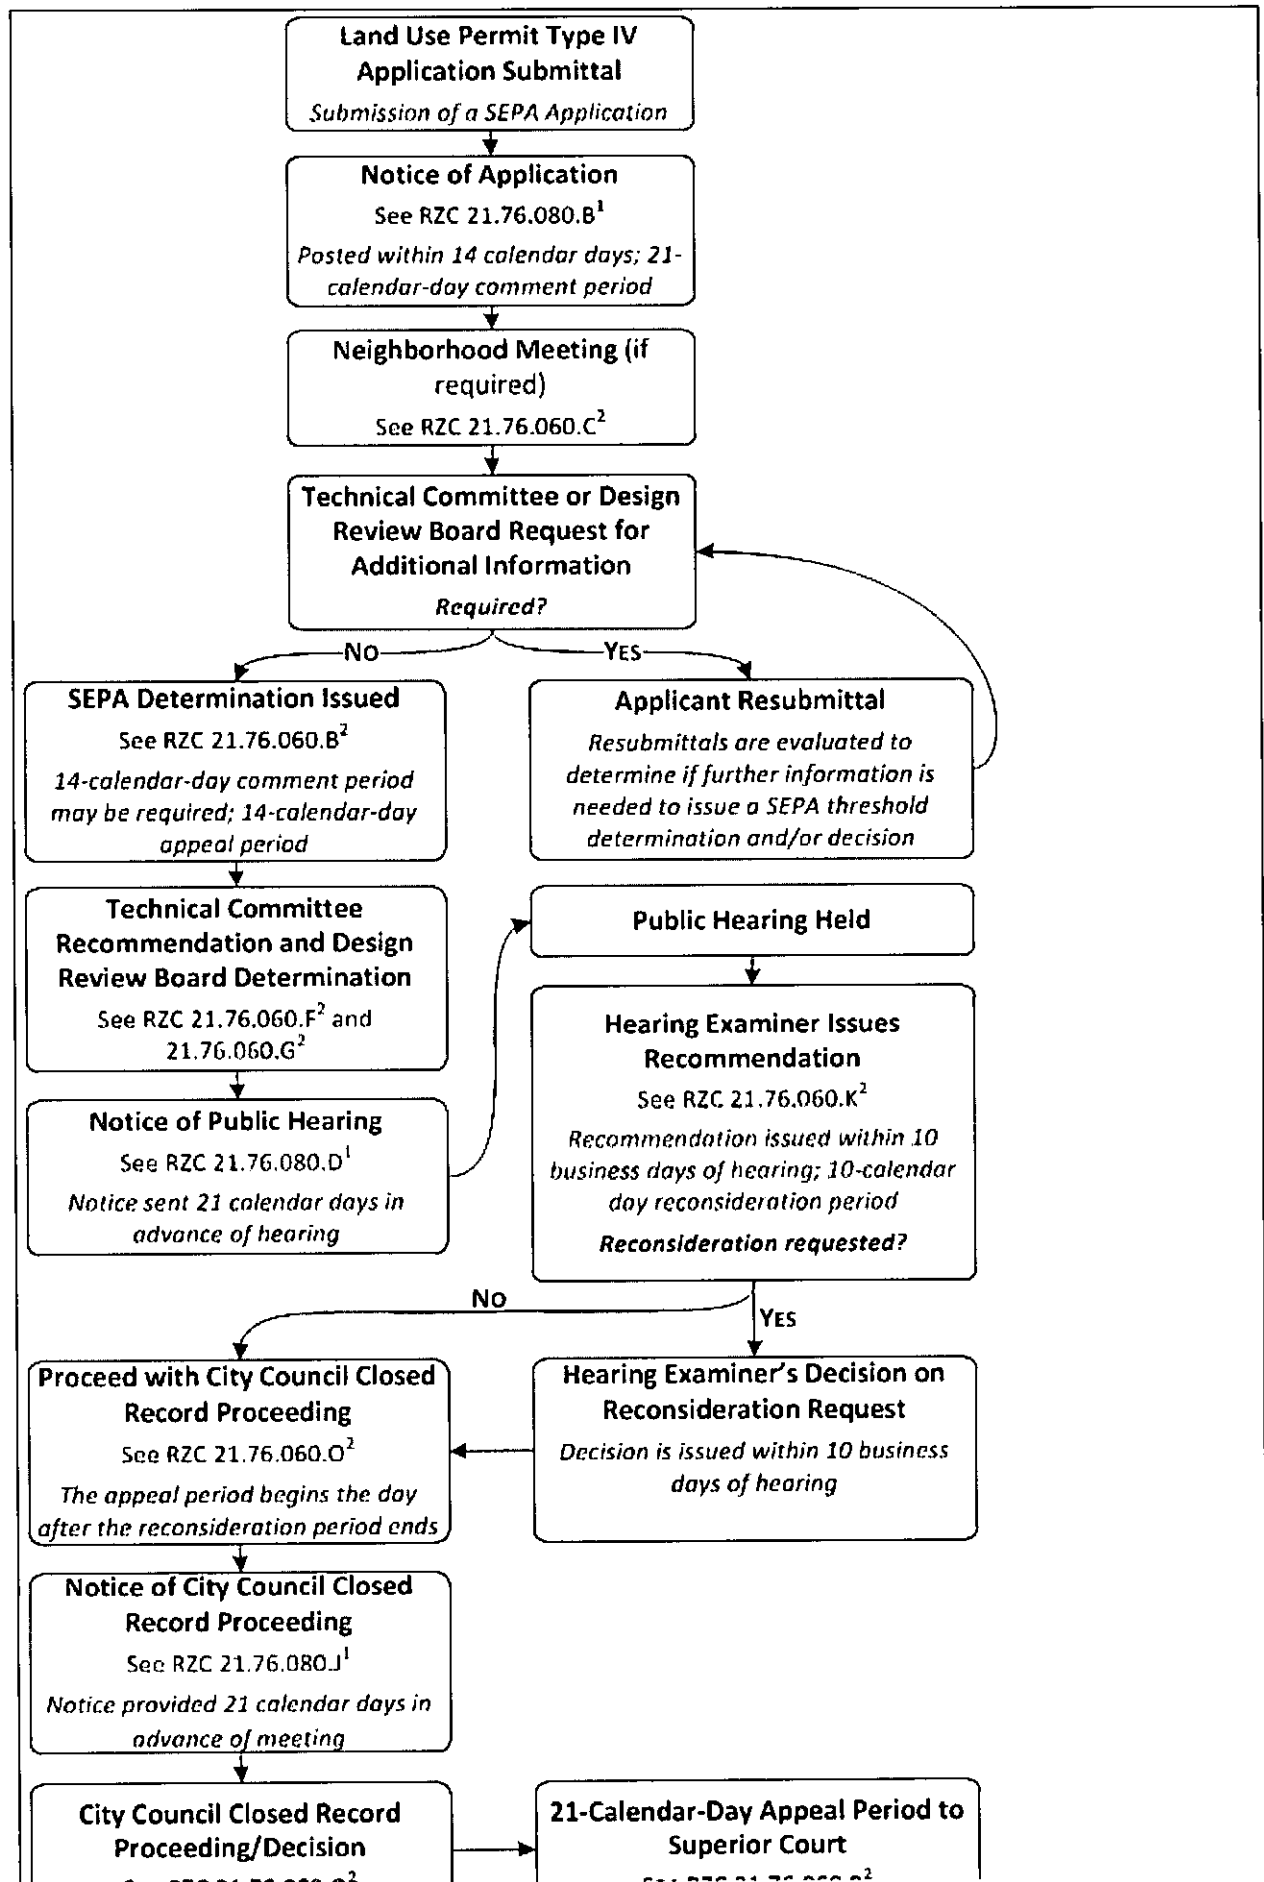 Land Use Permit Type IV
Application Submittal
Submission of a SEPA Application
Notice of Application
See RZC 21.76.080.B¹
Posted within 14 calendar days; 21-
calendar-day comment period
Neighborhood Meeting (if
required)
See RZC 21.76.060.C²
Technical Committee or Design
Review Board Request for
Additional Information
Required?
NO
YES
SEPA Determination Issued
See RZC 21.76.060.B²
14-calendar-day comment period
may be required; 14-calendar-day
appeal period
Applicant Resubmittal
Resubmittals are evaluated to
determine if further information is
needed to issue a SEPA threshold
determination and/or decision
Technical Committee
Recommendation and Design
Review Board Determination
See RZC 21.76.060.F² and
21.76.060.G²
Notice of Public Hearing
See RZC 21.76.080.D¹
Notice sent 21 calendar days in
advance of hearing
Public Hearing Held
Hearing Examiner Issues
Recommendation
See RZC 21.76.060.K²
Recommendation issued within 10
business days of hearing; 10-calendar
day reconsideration period
Reconsideration requested?
NO
YES
Proceed with City Council Closed
Record Proceeding
See RZC 21.76.060.O²
The appeal period begins the day
after the reconsideration period ends
Hearing Examiner's Decision on
Reconsideration Request
Decision is issued within 10 business
days of hearing
Notice of City Council Closed
Record Proceeding
See RZC 21.76.080.J¹
Notice provided 21 calendar days in
advance of meeting
City Council Closed Record
Proceeding/Decision
21-Calendar-Day Appeal Period to
Superior Court